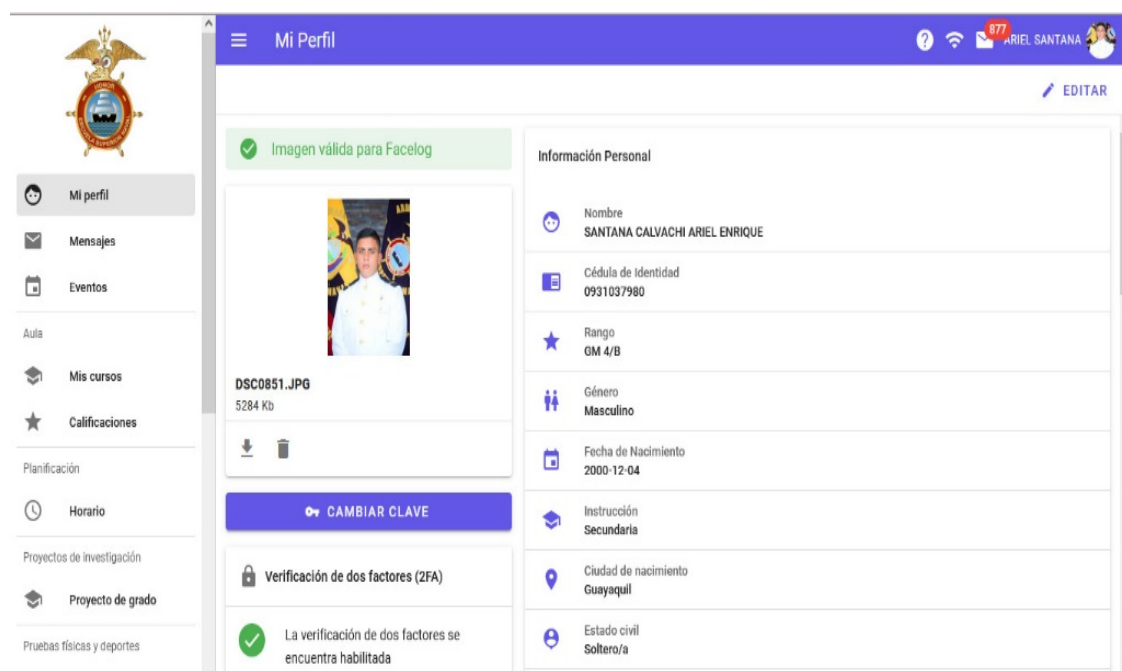 HONOR
Mi Perfil
877
ARIEL SANTANA
EDITAR
Mi perfil
Mensajes
Eventos
Aula
Mis cursos
Calificaciones
Planificación
Horario
Proyectos de investigación
Proyecto de grado
Pruebas físicas y deportes
Imagen válida para Facelog
DSC0851.JPG
5284 Kb
CAMBIAR CLAVE
Verificación de dos factores (2FA)
La verificación de dos factores se
encuentra habilitada
Información Personal
Nombre
SANTANA CALVACHI ARIEL ENRIQUE
Cédula de Identidad
0931037980
Rango
GM 4/B
Género
Masculino
Fecha de Nacimiento
2000-12-04
Instrucción
Secundaria
Ciudad de nacimiento
Guayaquil
Estado civil
Soltero/a